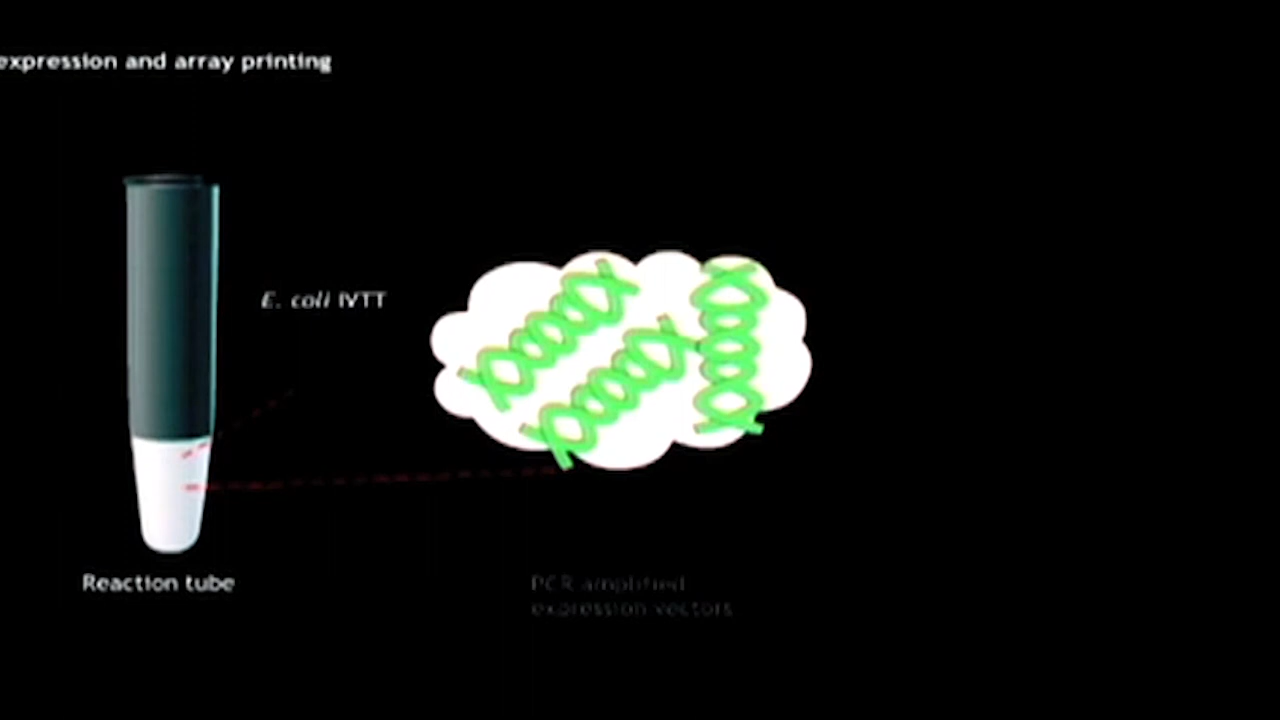 expression and array printing
E. coli IVTT
Reaction tube
PCR amplified
expression vectors